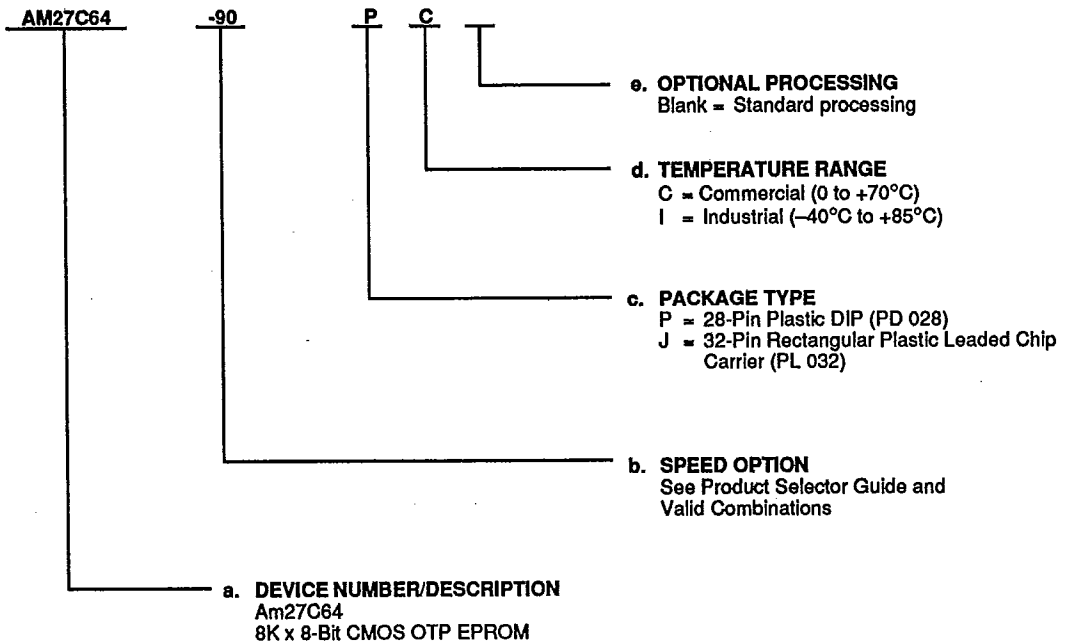 AM27C64 -90 P C
e. OPTIONAL PROCESSING
Blank = Standard processing
d. TEMPERATURE RANGE
C = Commercial (0 to +70°C)
I = Industrial (–40°C to +85°C)
c. PACKAGE TYPE
P = 28-Pin Plastic DIP (PD 028)
J = 32-Pin Rectangular Plastic Leaded Chip
Carrier (PL 032)
b. SPEED OPTION
See Product Selector Guide and
Valid Combinations
a. DEVICE NUMBER/DESCRIPTION
Am27C64
8K x 8-Bit CMOS OTP EPROM